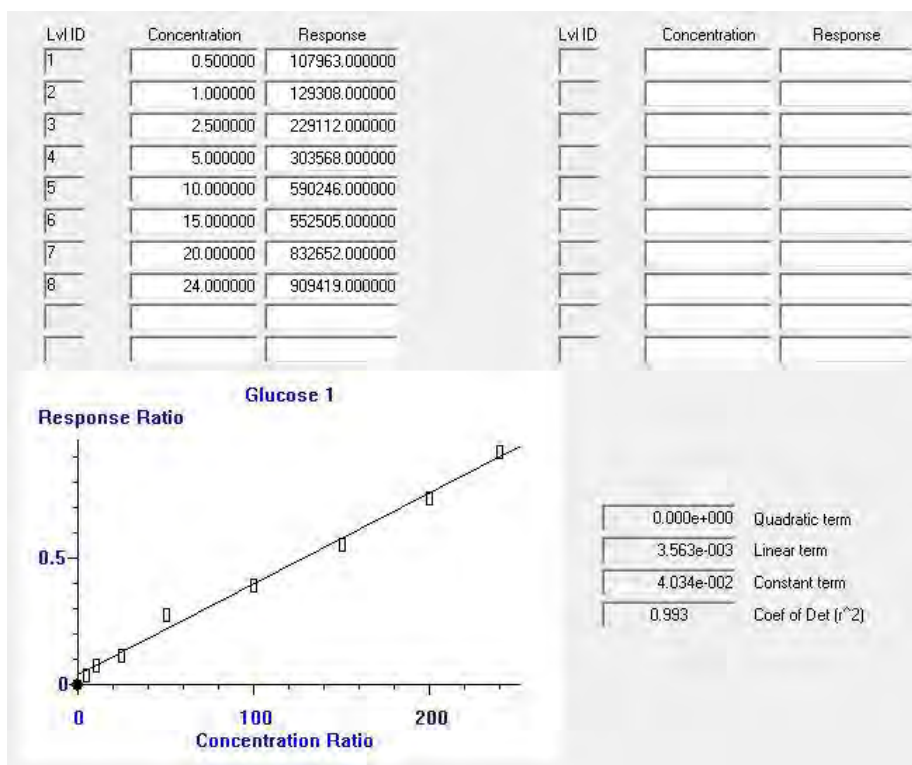 Lvl ID Concentration Response Lvl ID Concentration Response
1 0.500000 107963.000000
2 1.000000 129308.000000
3 2.500000 229112.000000
4 5.000000 303568.000000
5 10.000000 590246.000000
6 15.000000 552505.000000
7 20.000000 832652.000000
8 24.000000 909419.000000
Glucose 1
Response Ratio
0.000e+000 Quadratic term
3.563e-003 Linear term
0.5
4.034e-002 Constant term
0.993 Coef of Det (r^2)
0
0 100 200
Concentration Ratio